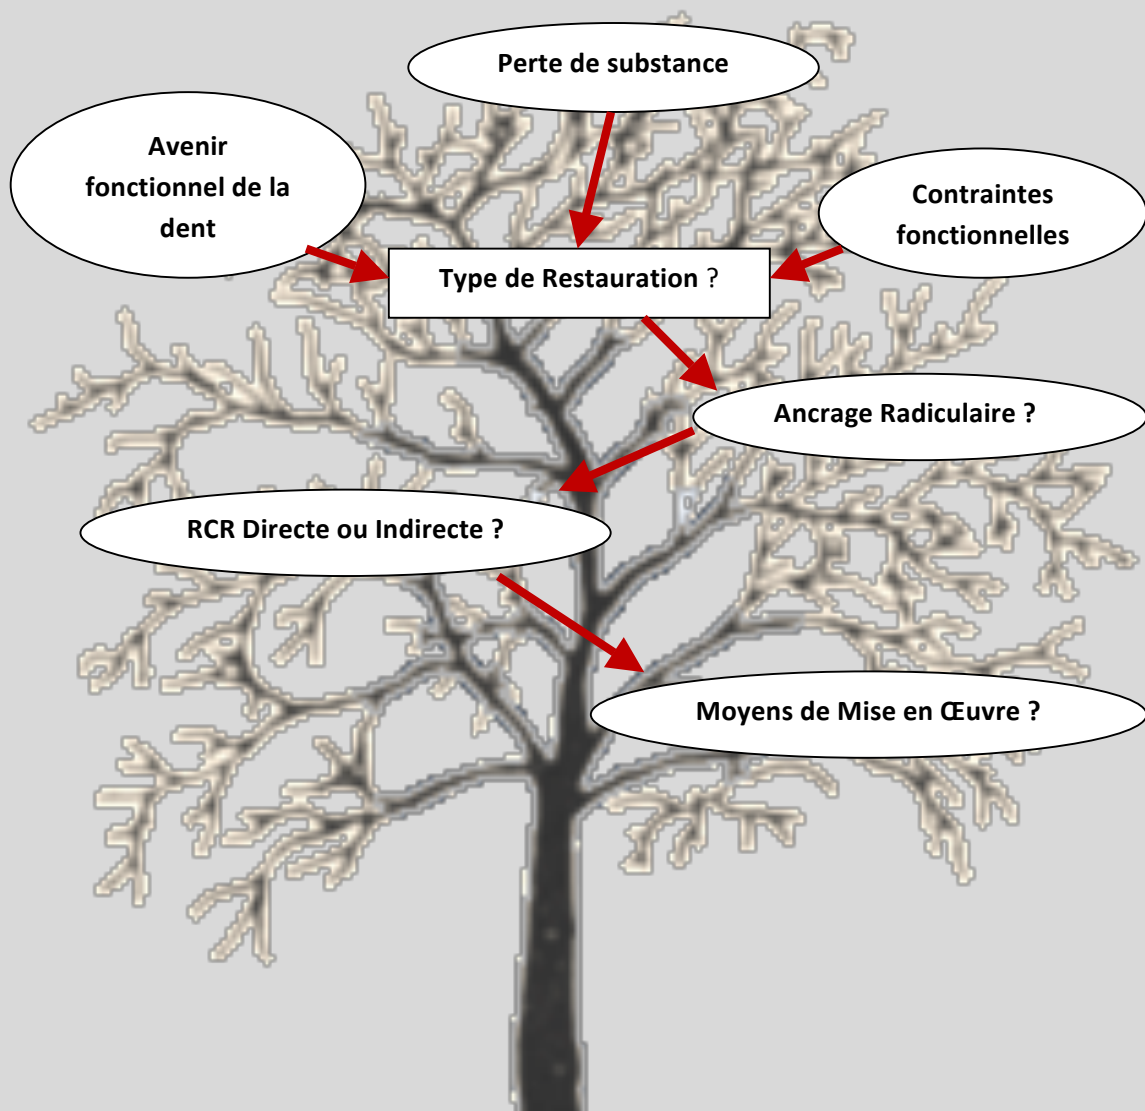 Perte de substance
Avenir
fonctionnel de la
dent
Contraintes
fonctionnelles
Type de Restauration ?
Ancrage Radiculaire ?
RCR Directe ou Indirecte ?
Moyens de Mise en Œuvre ?